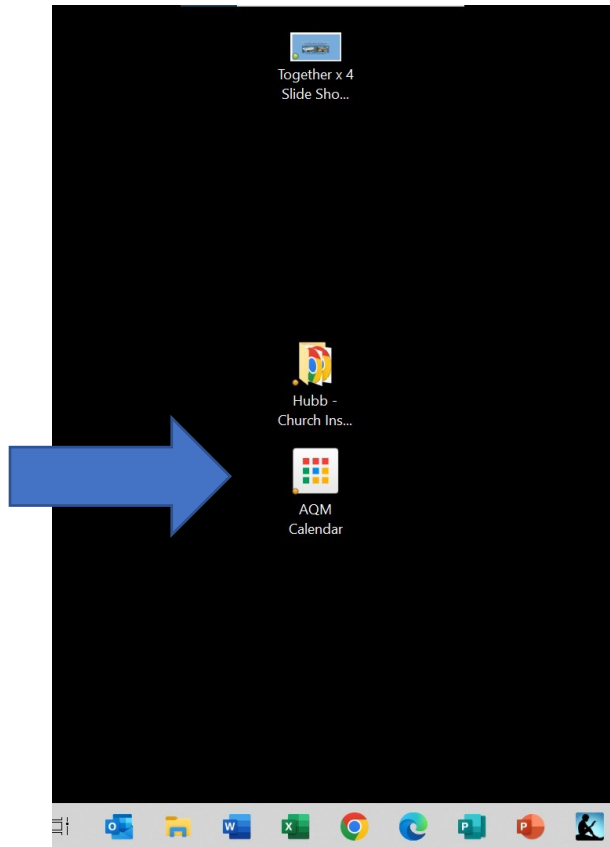 Together x 4
Slide Sho...
Hubb -
Church Ins...
AQM
Calendar